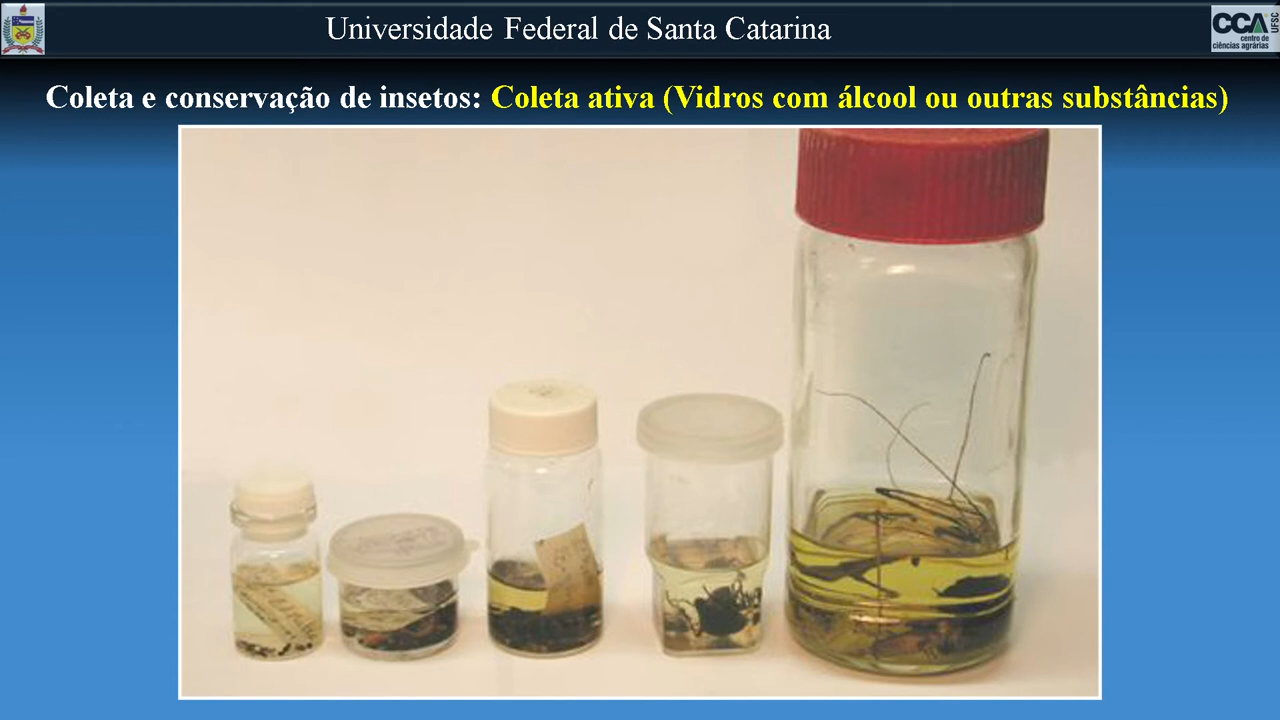 Universidade Federal de Santa Catarina
CCA
UFSC
centro de
ciências agrárias
Coleta e conservação de insetos: Coleta ativa (Vidros com álcool ou outras substâncias)